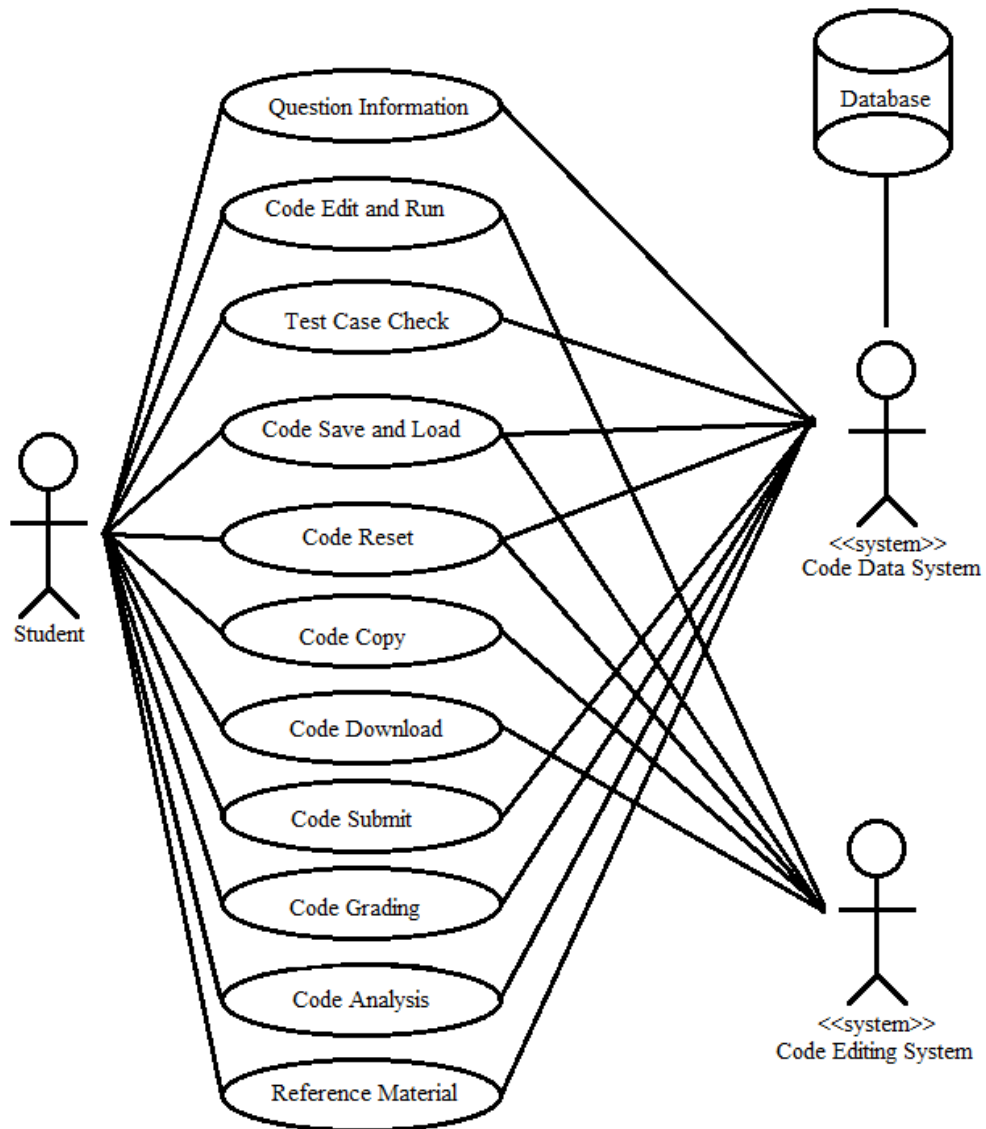 Question Information
Database
Code Edit and Run
Test Case Check
Code Save and Load
Code Reset
<<system>>
Code Data System
Student
Code Copy
Code Download
Code Submit
Code Grading
Code Analysis
<<system>>
Code Editing System
Reference Material